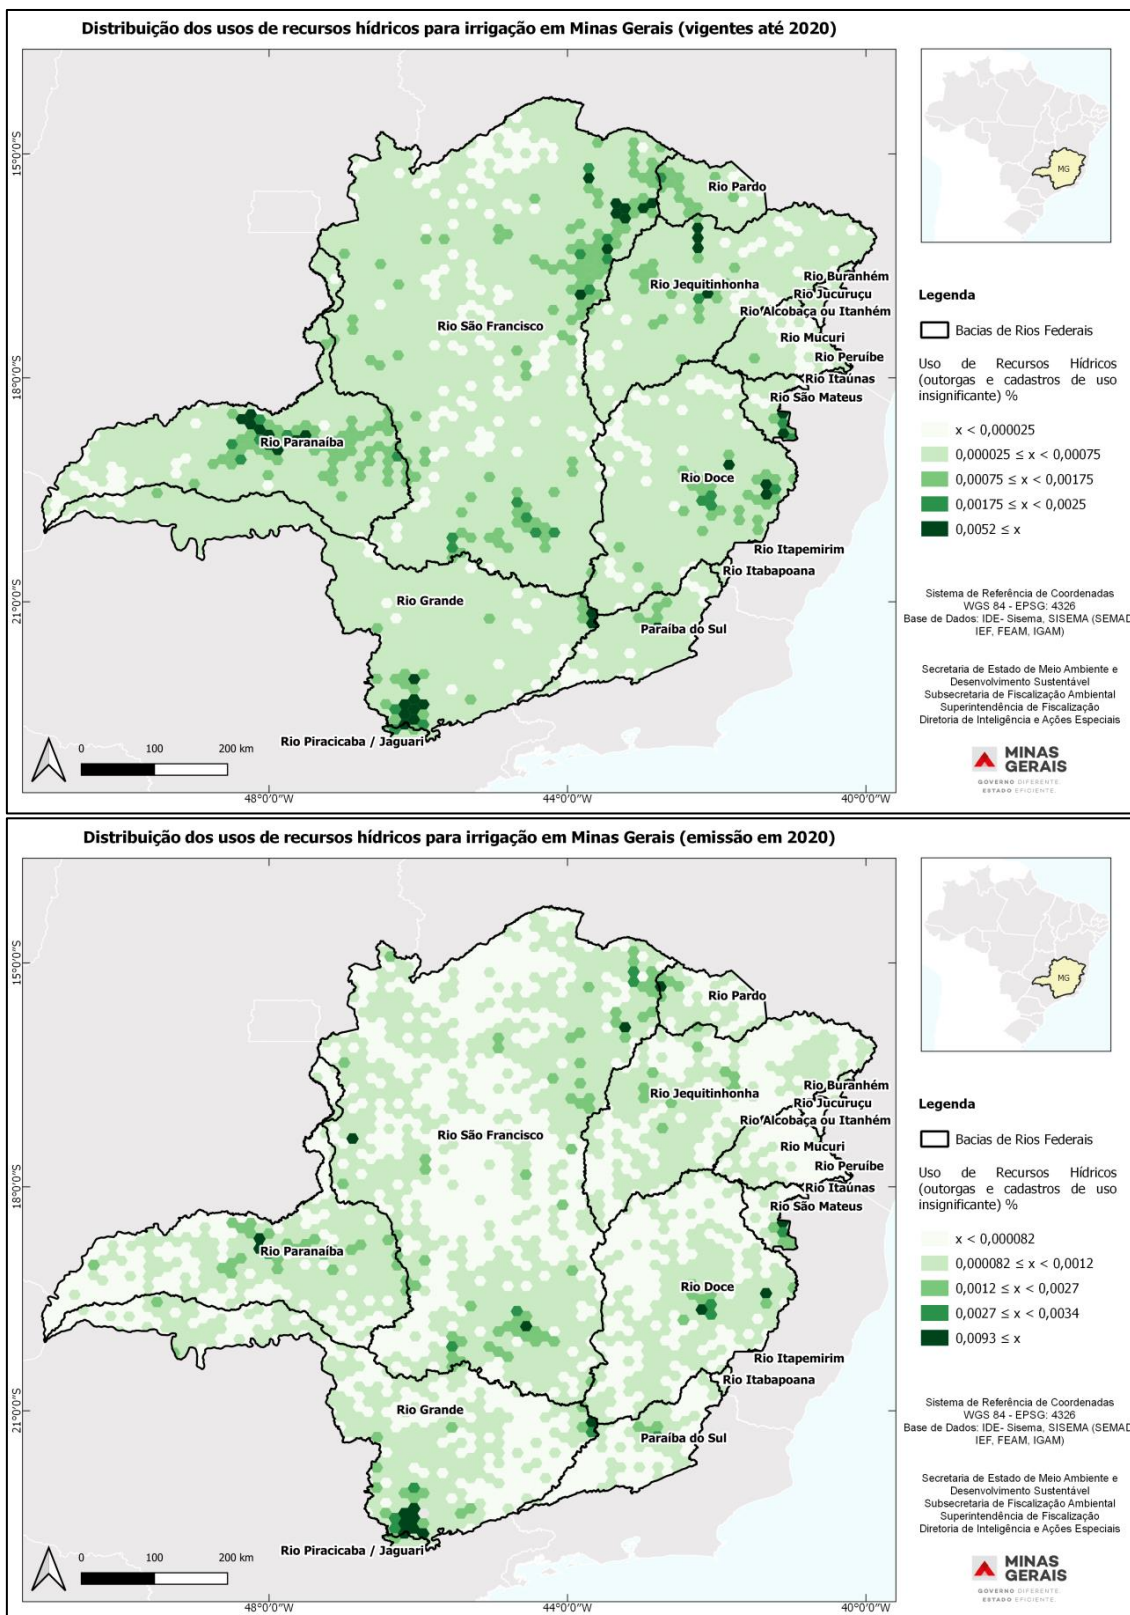 Distribuição dos usos de recursos hídricos para irrigação em Minas Gerais (vigentes até 2020)
15°0'0"S
18°0'0"S
21°0'0"S
Rio Pardo
Rio Buranhém
Rio Jequitinhonha
Rio Jucuruçu
Rio Alcobaça ou Itanhém
Rio São Francisco
Rio Mucuri
Rio Peruíbe
Rio Itaúnas
Rio São Mateus
Rio Paranaíba
Rio Doce
Rio Itapemirim
Rio Itabapoana
Rio Grande
Paraíba do Sul
Rio Piracicaba / Jaguari
0 100 200 km
48°0'0"W 44°0'0"W 40°0'0"W
MG
Legenda
Bacias de Rios Federais
Uso de Recursos Hídricos
(outorgas e cadastros de uso
insignificante) %
x < 0,000025
0,000025 ≤ x < 0,00075
0,00075 ≤ x < 0,00175
0,00175 ≤ x < 0,0025
0,0052 ≤ x
Sistema de Referência de Coordenadas
WGS 84 - EPSG: 4326
Base de Dados: IDE- Sisema, SISEMA (SEMAD,
IEF, FEAM, IGAM)
Secretaria de Estado de Meio Ambiente e
Desenvolvimento Sustentável
Subsecretaria de Fiscalização Ambiental
Superintendência de Fiscalização
Diretoria de Inteligência e Ações Especiais
MINAS
GERAIS
GOVERNO DIFERENTE.
ESTADO EFICIENTE.
Distribuição dos usos de recursos hídricos para irrigação em Minas Gerais (emissão em 2020)
15°0'0"S
18°0'0"S
21°0'0"S
Rio Pardo
Rio Buranhém
Rio Jequitinhonha
Rio Jucuruçu
Rio Alcobaça ou Itanhém
Rio São Francisco
Rio Mucuri
Rio Peruíbe
Rio Itaúnas
Rio São Mateus
Rio Paranaíba
Rio Doce
Rio Itapemirim
Rio Itabapoana
Rio Grande
Paraíba do Sul
Rio Piracicaba / Jaguari
0 100 200 km
48°0'0"W 44°0'0"W 40°0'0"W
MG
Legenda
Bacias de Rios Federais
Uso de Recursos Hídricos
(outorgas e cadastros de uso
insignificante) %
x < 0,000082
0,000082 ≤ x < 0,0012
0,0012 ≤ x < 0,0027
0,0027 ≤ x < 0,0034
0,0093 ≤ x
Sistema de Referência de Coordenadas
WGS 84 - EPSG: 4326
Base de Dados: IDE- Sisema, SISEMA (SEMAD,
IEF, FEAM, IGAM)
Secretaria de Estado de Meio Ambiente e
Desenvolvimento Sustentável
Subsecretaria de Fiscalização Ambiental
Superintendência de Fiscalização
Diretoria de Inteligência e Ações Especiais
MINAS
GERAIS
GOVERNO DIFERENTE.
ESTADO EFICIENTE.